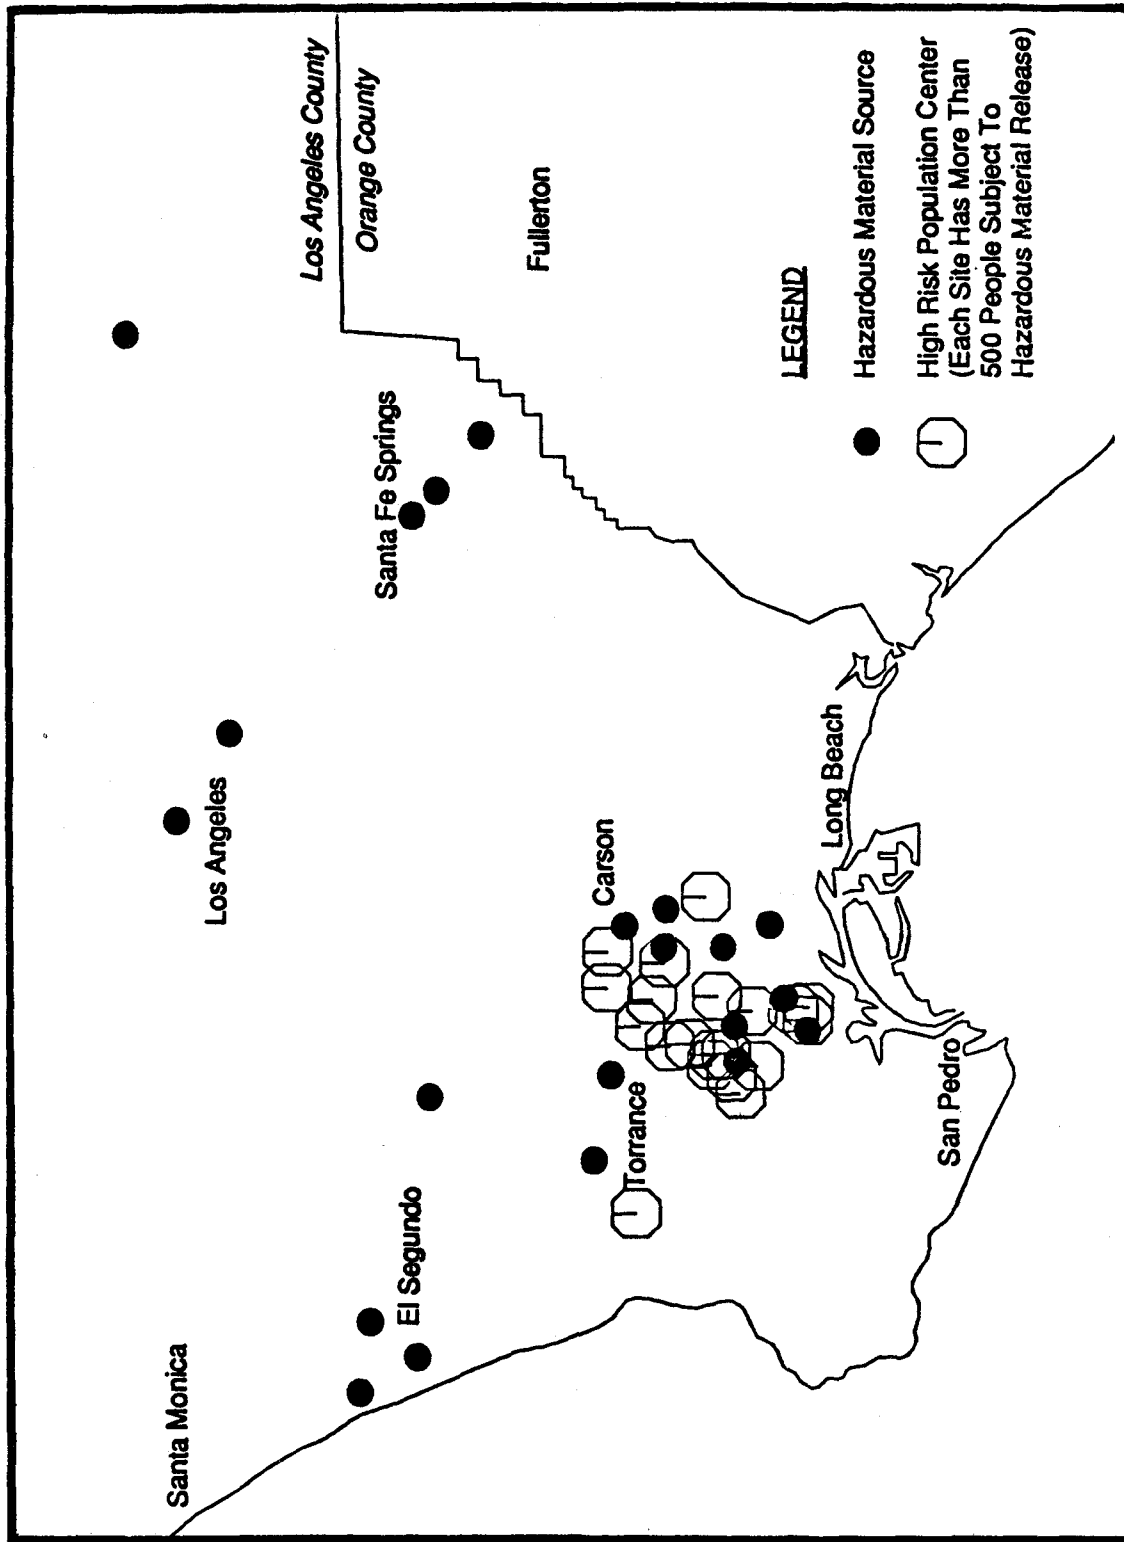 Santa Monica
Los Angeles
Los Angeles County
Orange County
El Segundo
Santa Fe Springs
Fullerton
Torrance
Carson
Long Beach
San Pedro
LEGEND
Hazardous Material Source
High Risk Population Center
(Each Site Has More Than
500 People Subject To
Hazardous Material Release)